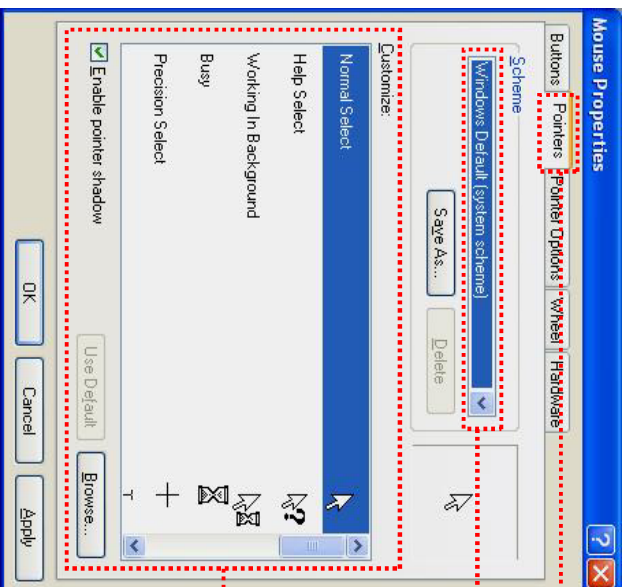 Mouse Properties
Buttons Pointers Pointer Options Wheel Hardware
Scheme
Windows Default (system scheme)
Save As... Delete
Customize:
Normal Select
Help Select
Working In Background
Busy
Precision Select
Enable pointer shadow
Use Default Browse...
OK Cancel Apply